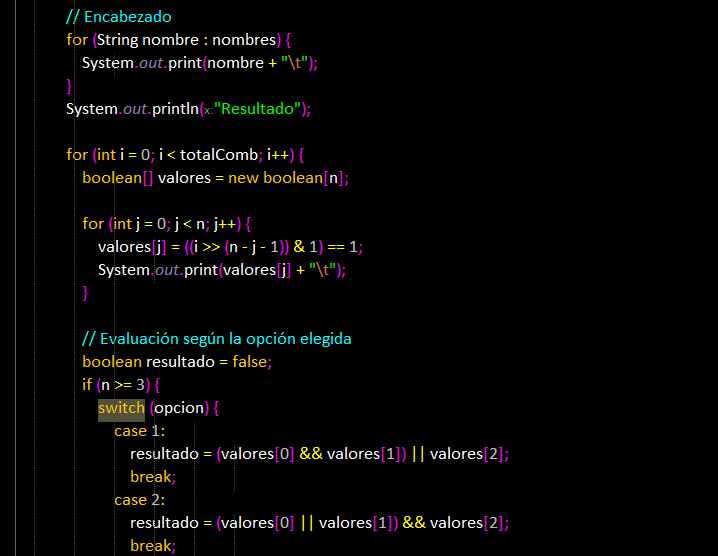 // Encabezado
for (String nombre : nombres) {
System.out.print(nombre + "\t");
}
System.out.println(x:"Resultado");
for (int i = 0; i < totalComb; i++) {
boolean[] valores = new boolean[n];
for (int j = 0; j < n; j++) {
valores[j] = ((i >> (n - j - 1)) & 1) == 1;
System.out.print(valores[j] + "\t");
}
// Evaluación según la opción elegida
boolean resultado = false;
if (n >= 3) {
switch (opcion) {
case 1:
resultado = (valores[0] && valores[1]) || valores[2];
break;
case 2:
resultado = (valores[0] || valores[1]) && valores[2];
break;